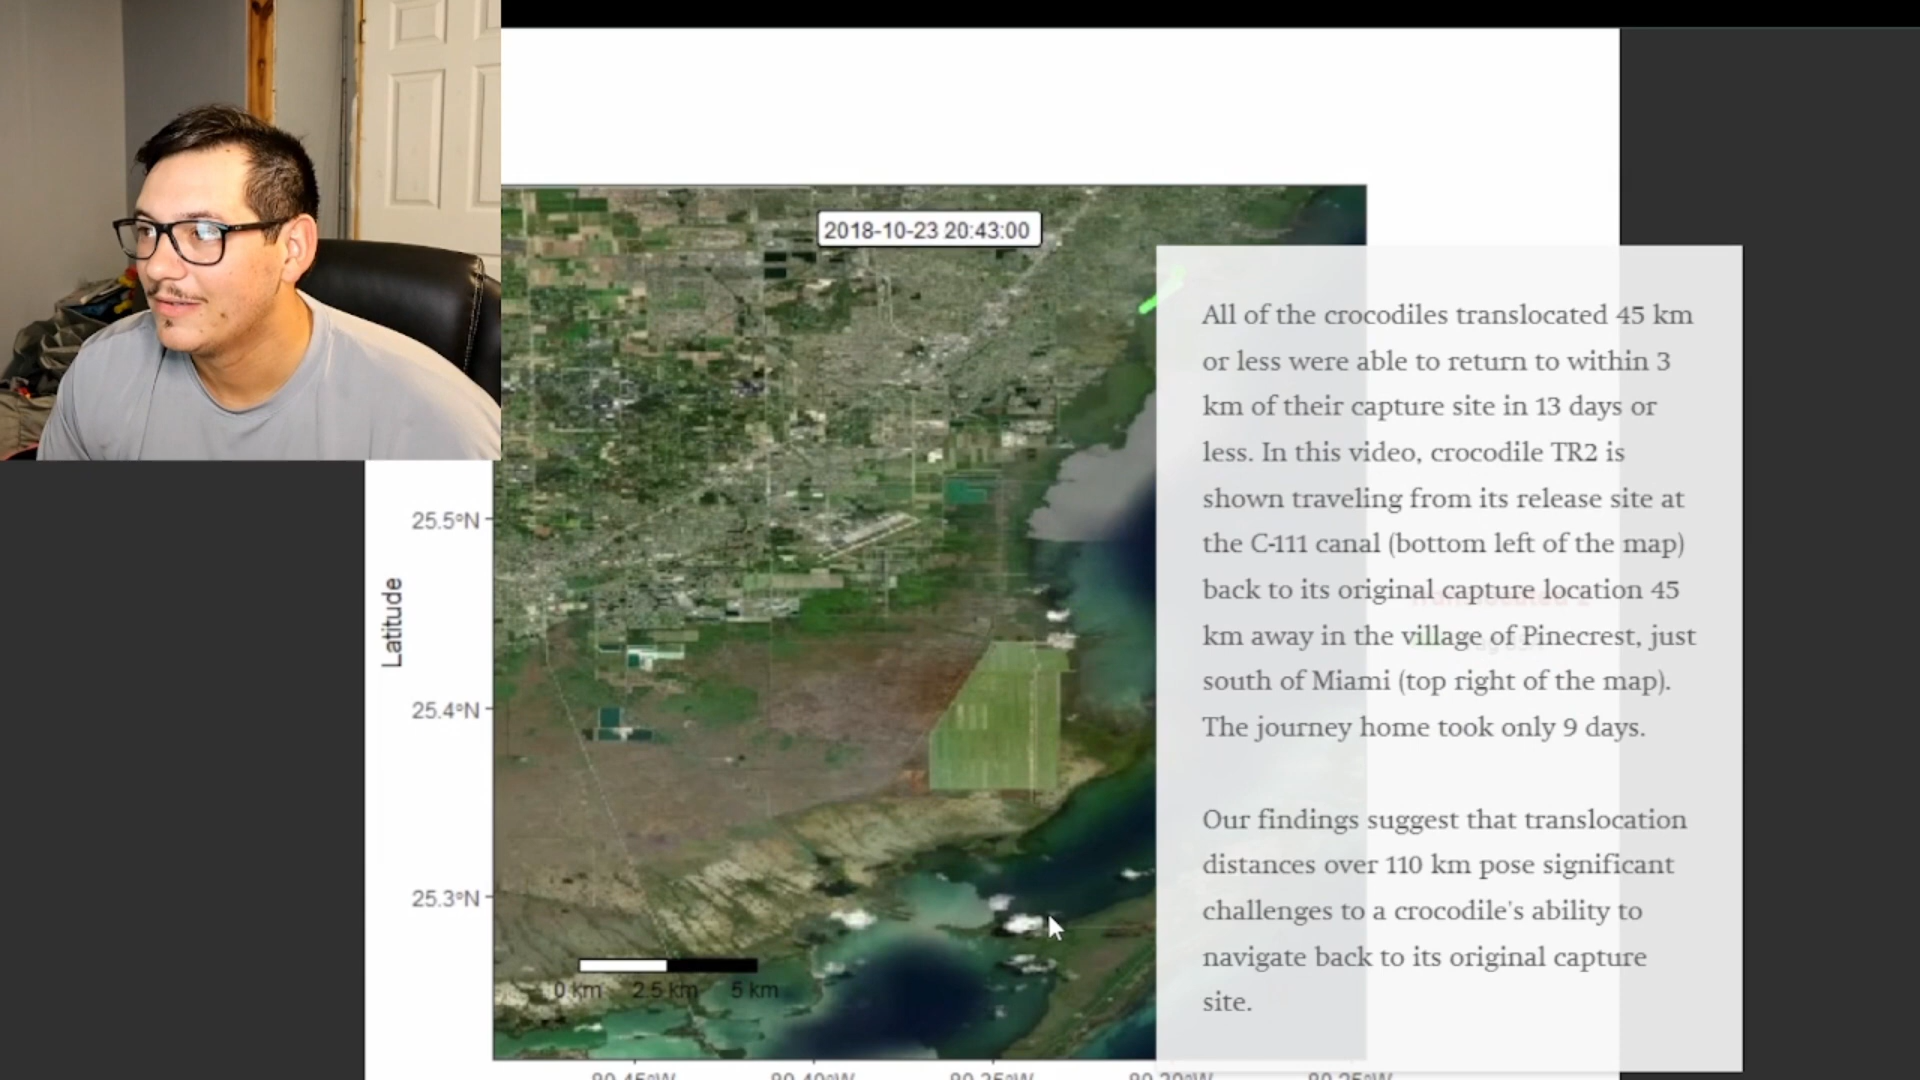 2018-10-23 20:43:00
All of the crocodiles translocated 45 km
or less were able to return to within 3
km of their capture site in 13 days or
less. In this video, crocodile TR2 is
shown traveling from its release site at
the C-111 canal (bottom left of the map)
back to its original capture location 45
km away in the village of Pinecrest, just
south of Miami (top right of the map).
The journey home took only 9 days.
Our findings suggest that translocation
distances over 110 km pose significant
challenges to a crocodile's ability to
navigate back to its original capture
site.
Latitude
25.5°N
25.4°N
25.3°N
0 km 2.5 km 5 km